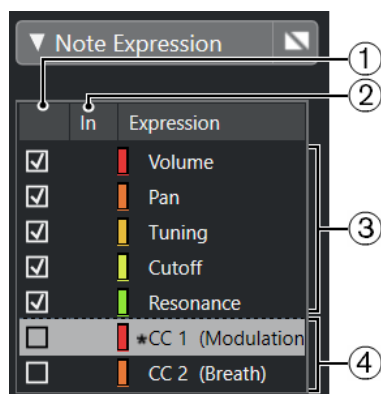 ▼ Note Expression
1
2
In Expression
Volume
Pan
Tuning
Cutoff
Resonance
3
*CC 1 (Modulation
CC 2 (Breath)
4